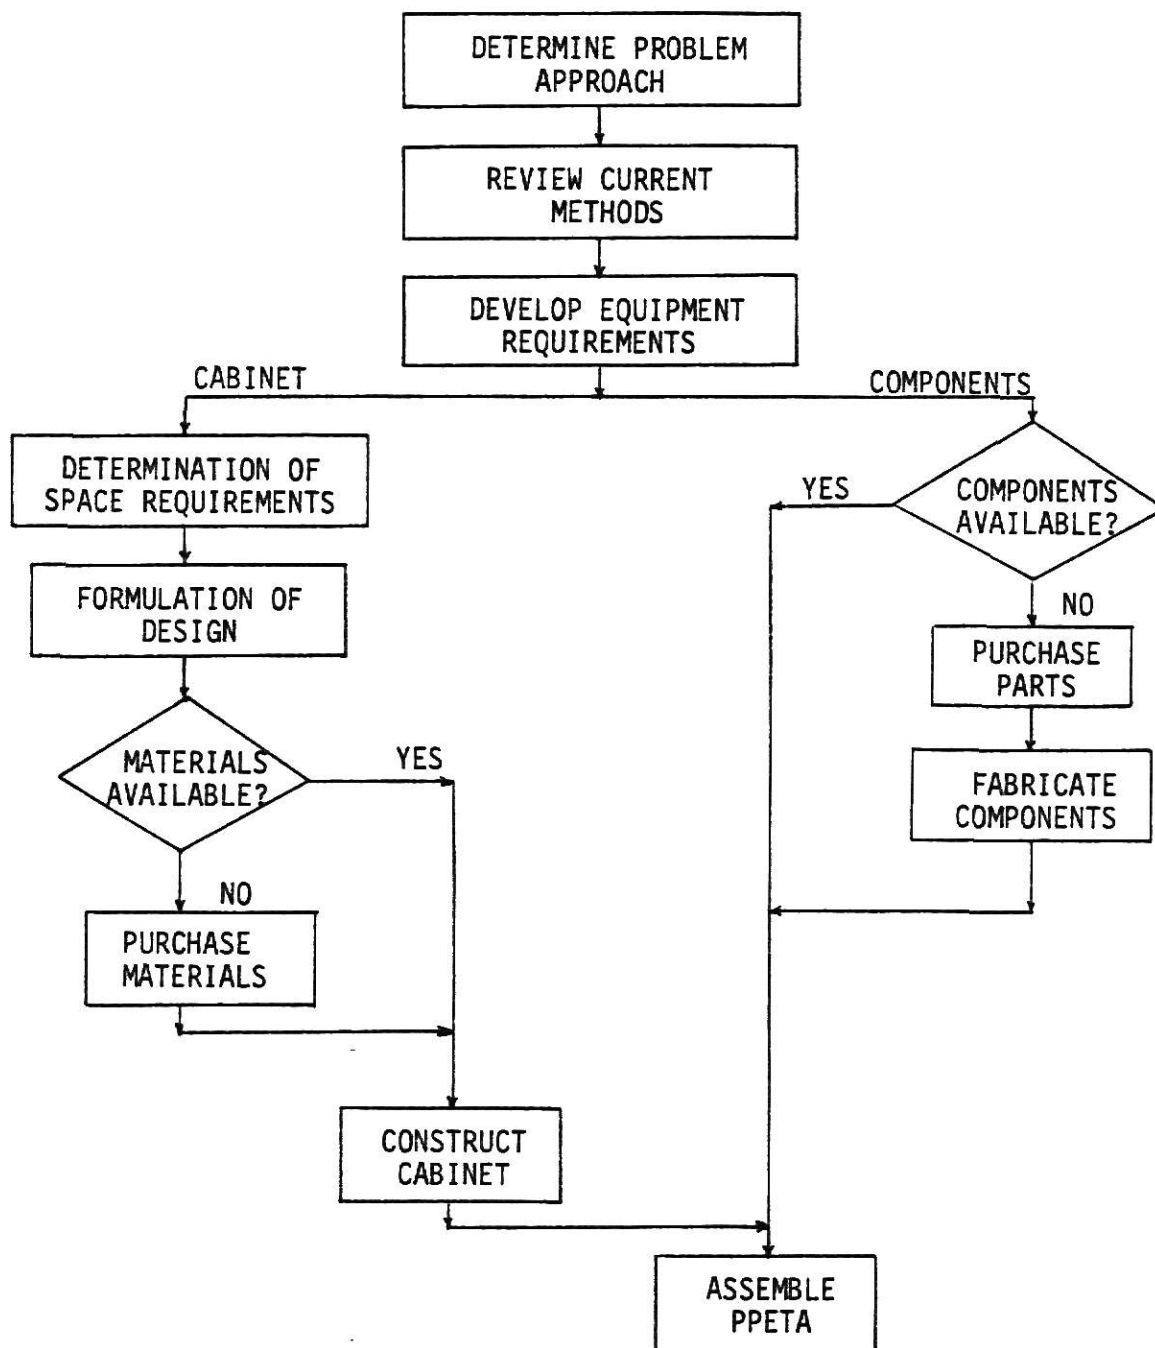 DETERMINE PROBLEM
APPROACH
REVIEW CURRENT
METHODS
DEVELOP EQUIPMENT
REQUIREMENTS
CABINET
COMPONENTS
DETERMINATION OF
SPACE REQUIREMENTS
YES
COMPONENTS
AVAILABLE?
FORMULATION OF
DESIGN
NO
PURCHASE
PARTS
MATERIALS
AVAILABLE?
YES
FABRICATE
COMPONENTS
NO
PURCHASE
MATERIALS
CONSTRUCT
CABINET
ASSEMBLE
PPETA